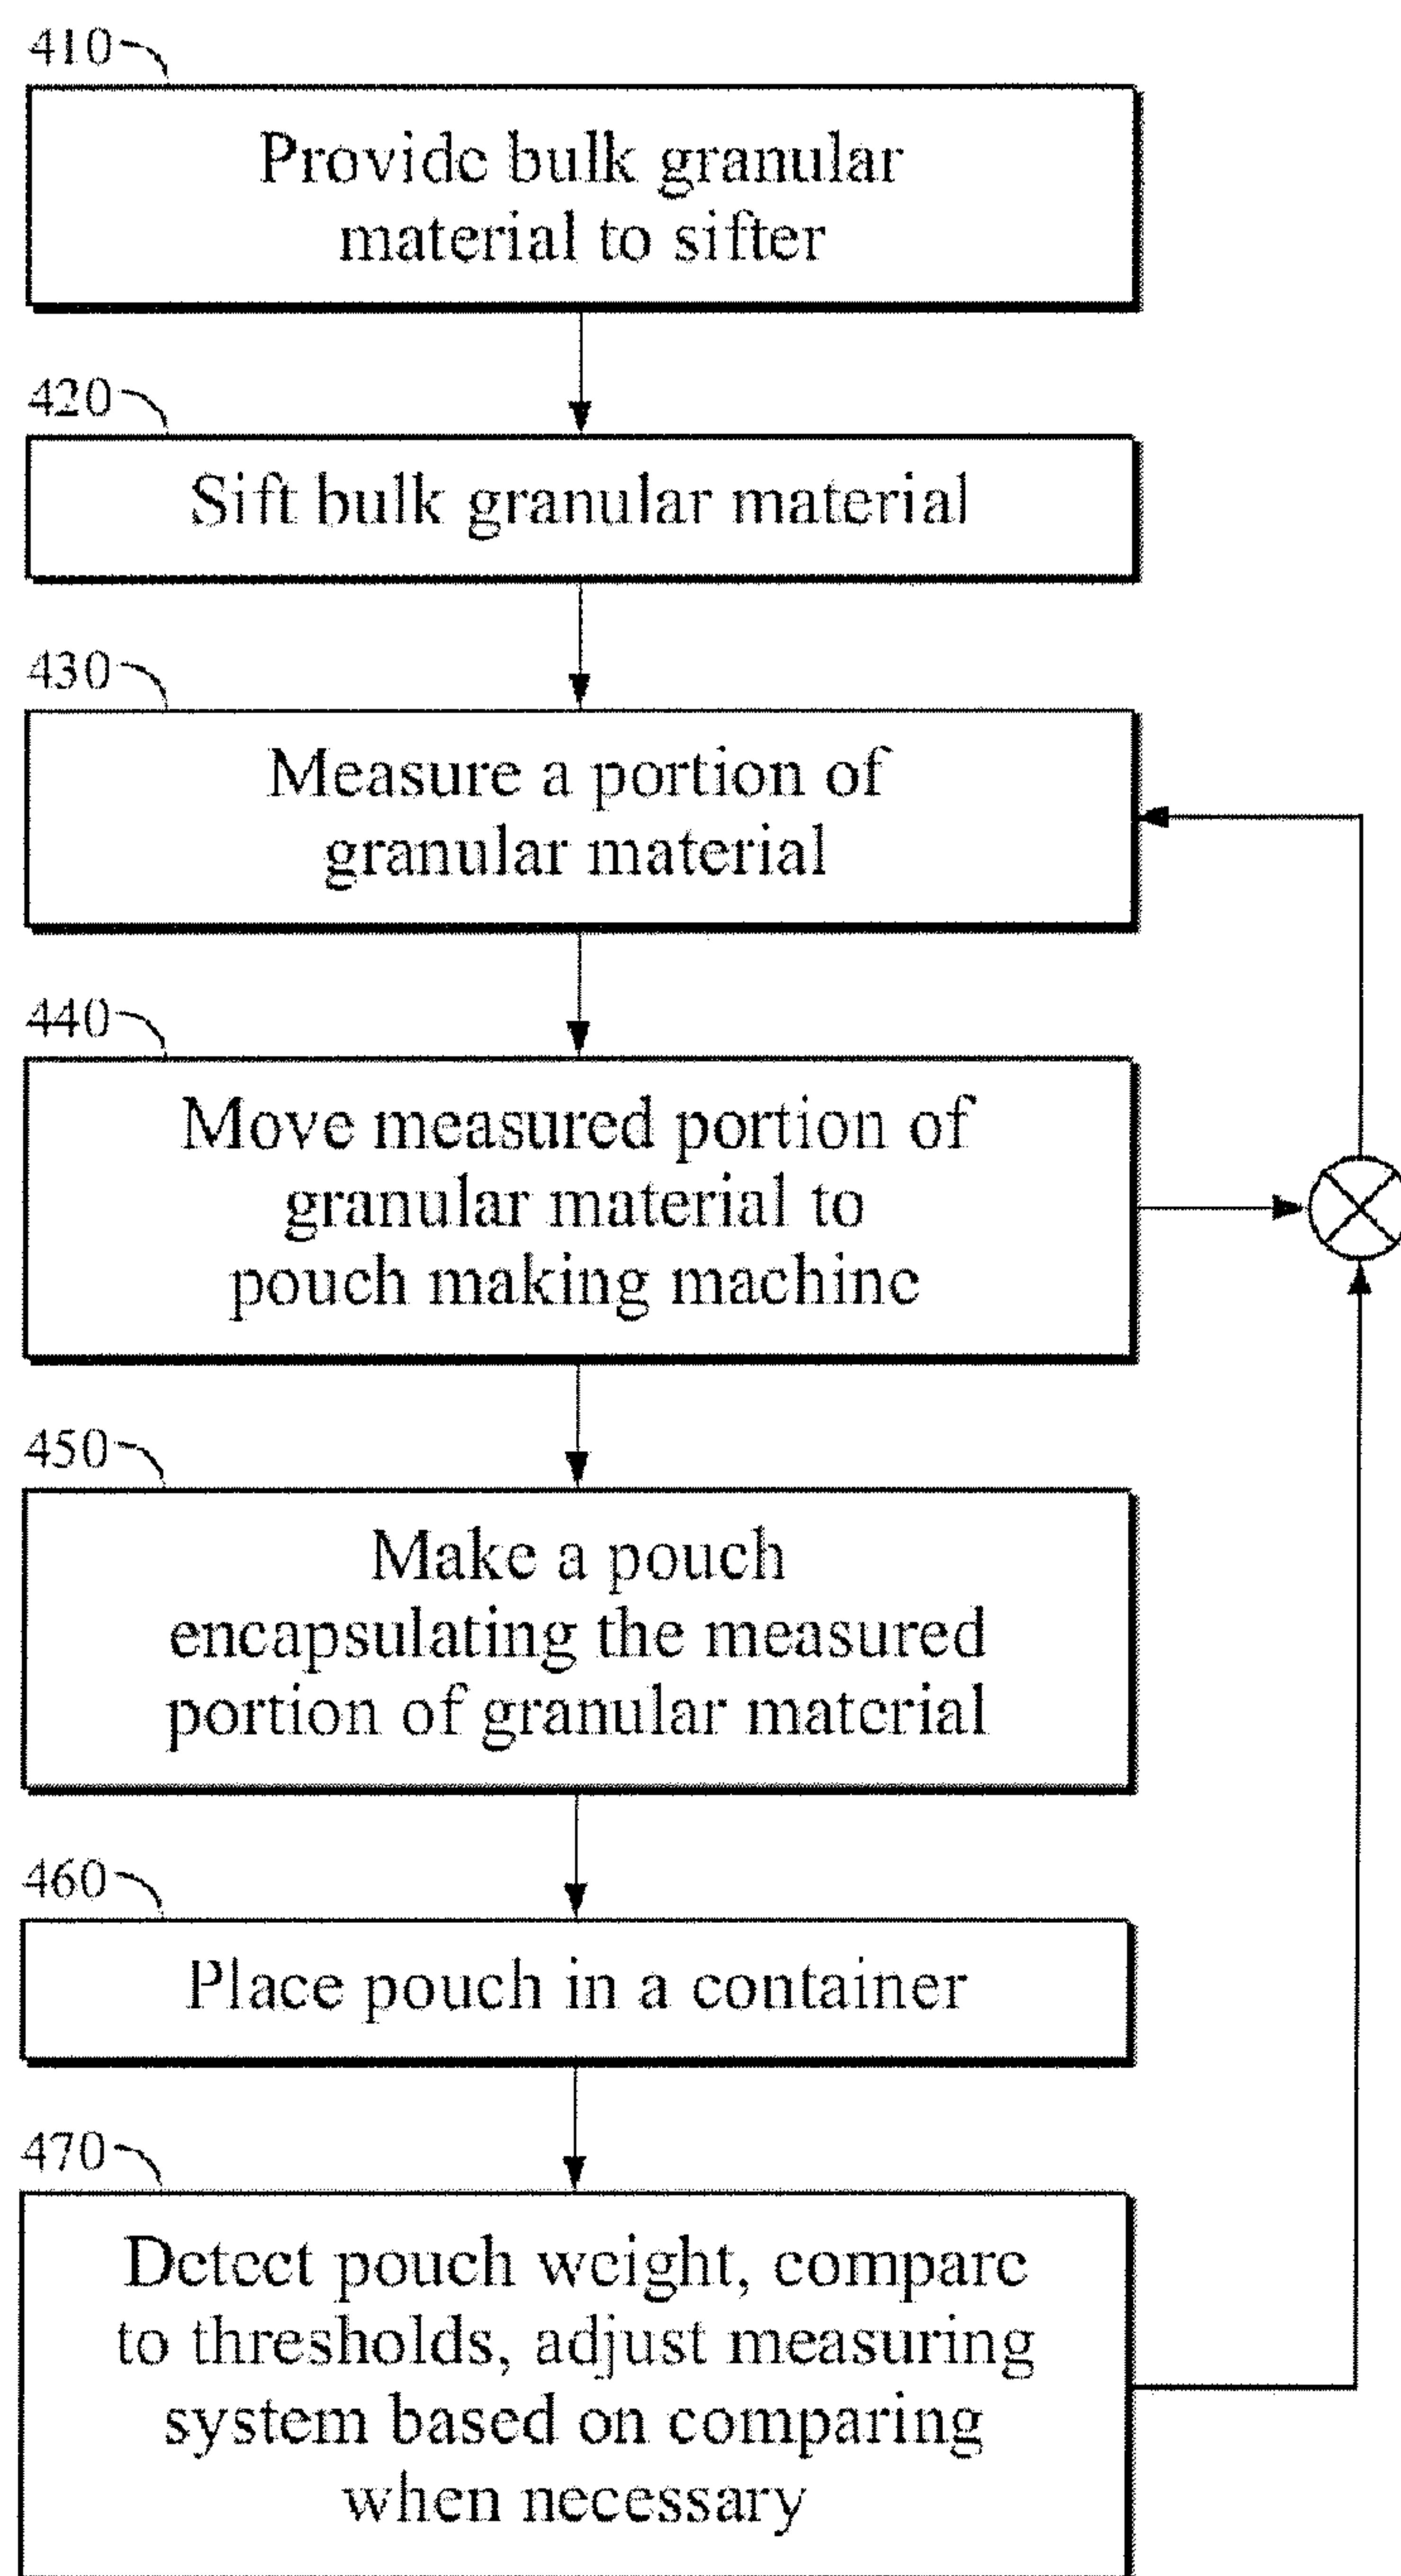 410
Provide bulk granular
material to sifter
420
Sift bulk granular material
430
Measure a portion of
granular material
440
Move measured portion of
granular material to
pouch making machine
450
Make a pouch
encapsulating the measured
portion of granular material
460
Place pouch in a container
470
Detect pouch weight, compare
to thresholds, adjust measuring
system based on comparing
when necessary